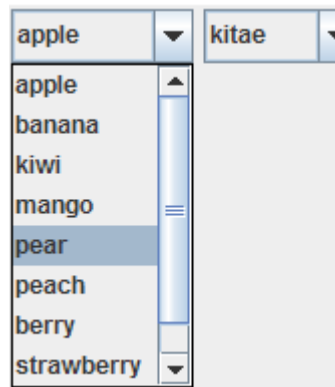 apple kitae
apple
banana
kiwi
mango
pear
peach
berry
strawberry